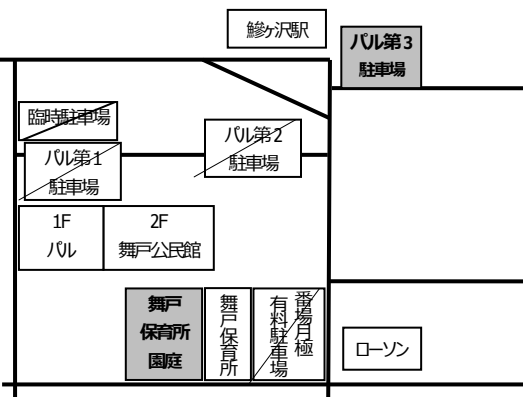 鰺ヶ沢駅
パル第3
駐車場
臨時駐車場
パル第2
駐車場
パル第1
駐車場
1F
パル
2F
舞戸公民館
舞戸
保育所
園庭
舞戸保育所
番場月極
有料駐車場
ローソン